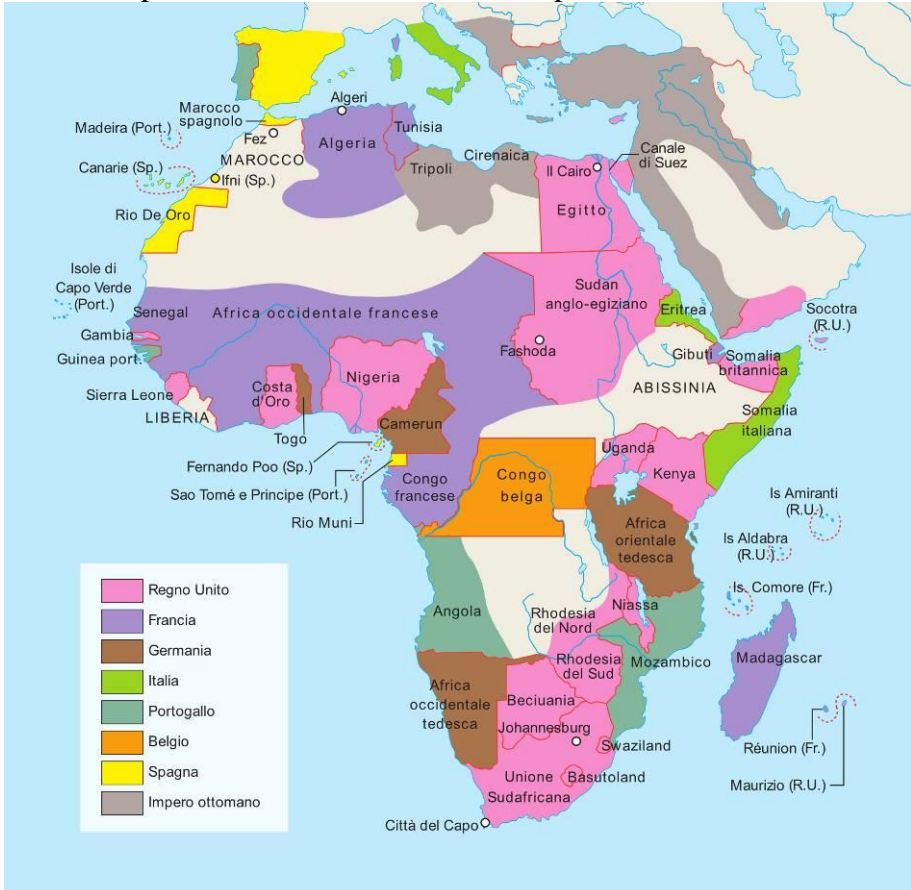 Algeri
Marocco
spagnolo
Madeira (Port.)
Fez
Tunisia
Algeria
MAROCCO
Cirenaica
Canale
di Suez
Canarie (Sp.)
Ifni (Sp.)
Tripoli
Il Cairo
Rio De Oro
Egitto
Isole di
Capo Verde
(Port.)
Sudan
anglo-egiziano
Senegal
Africa occidentale francese
Eritrea
Socotra
(R.U.)
Gambia
Guinea port.
Fashoda
Gibuti
Somalia
britannica
Nigeria
Costa
d'Oro
Sierra Leone
LIBERIA
ABISSINIA
Somalia
italiana
Togo
Camerun
Fernando Poo (Sp.)
Uganda
Kenya
Sao Tomé e Principe (Port.)
Congo
francese
Congo
belga
Rio Muni
Is Amiranti
(R.U.)
Africa
orientale
tedesca
Is Aldabra
(R.U.)
Is. Comore (Fr.)
Angola
Rhodesia
del Nord
Niassa
Mozambico
Madagascar
Rhodesia
del Sud
Africa
occidentale
tedesca
Beciuania
Johannesburg
Swaziland
Réunion (Fr.)
Unione
Sudafricana
Basutoland
Maurizio (R.U.)
Città del Capo
Regno Unito
Francia
Germania
Italia
Portogallo
Belgio
Spagna
Impero ottomano